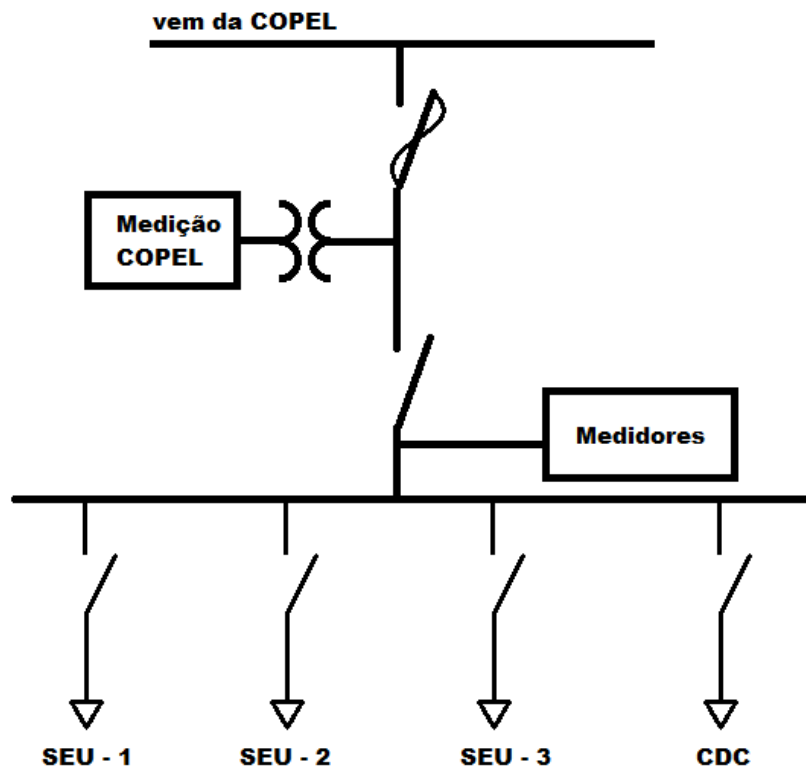 vem da COPEL
Medição
COPEL
Medidores
SEU - 1
SEU - 2
SEU - 3
CDC